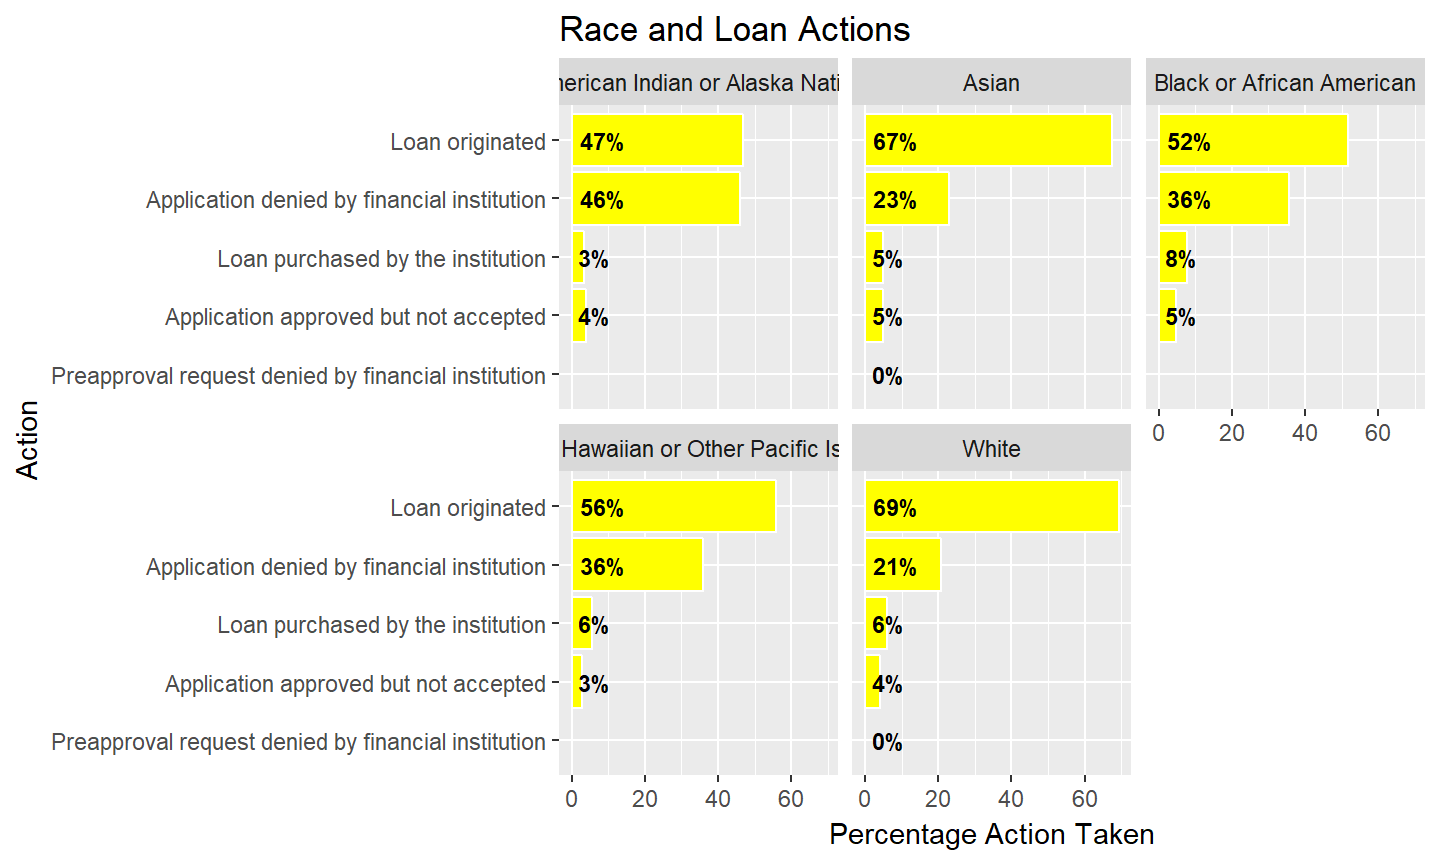 Race and Loan Actions
American Indian or Alaska Nati
Asian
Black or African American
Loan originated
47%
67%
52%
Application denied by financial institution
46%
23%
36%
Loan purchased by the institution
3%
5%
8%
Application approved but not accepted
4%
5%
5%
Preapproval request denied by financial institution
0%
0 20 40 60
Action
Hawaiian or Other Pacific Is
White
Loan originated
56%
69%
Application denied by financial institution
36%
21%
Loan purchased by the institution
6%
6%
Application approved but not accepted
3%
4%
Preapproval request denied by financial institution
0%
0 20 40 60
0 20 40 60
Percentage Action Taken